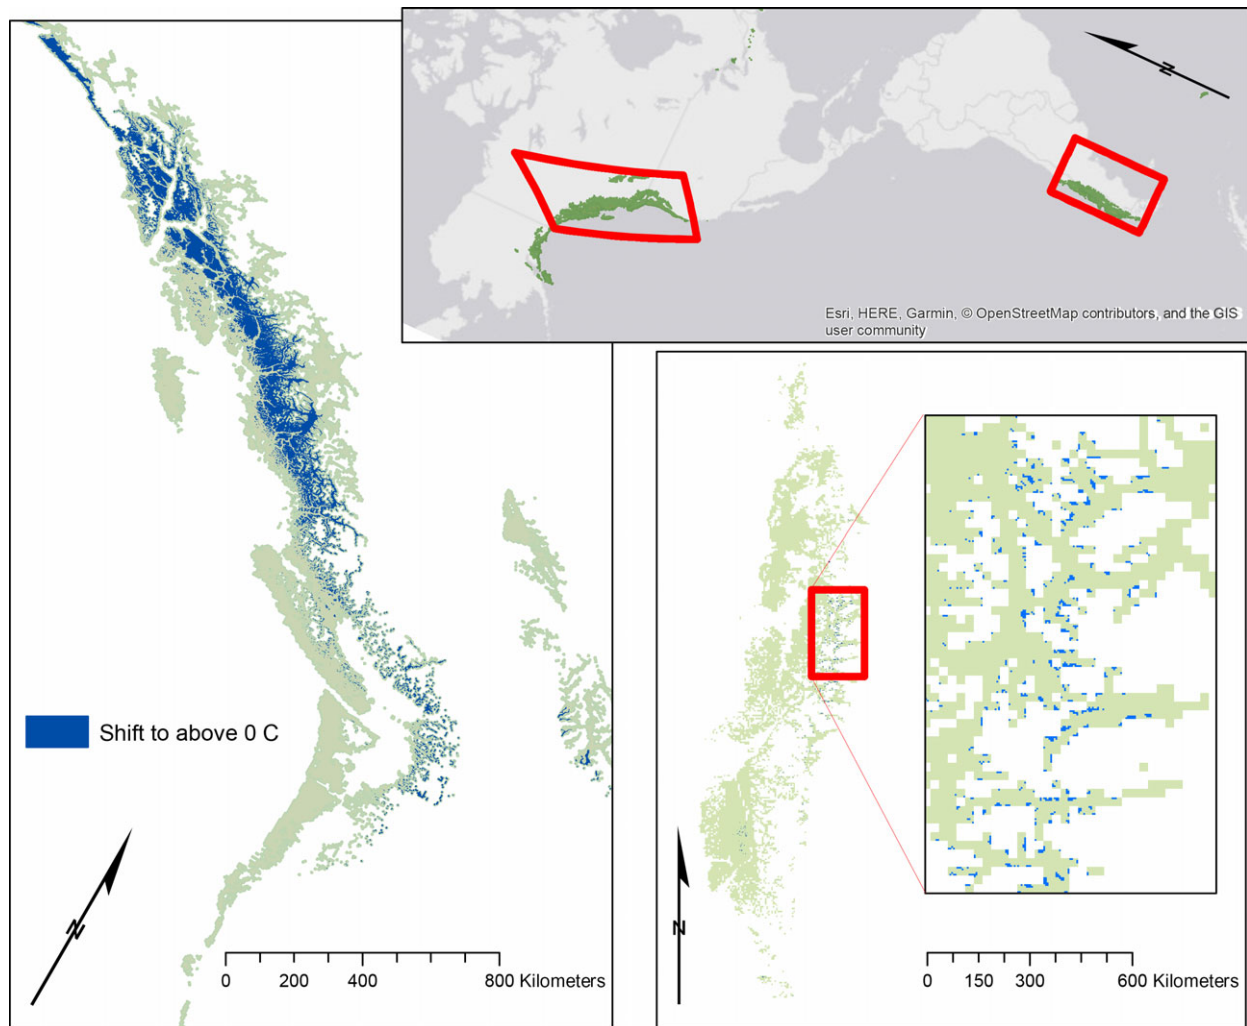 N
Esri, HERE, Garmin, © OpenStreetMap contributors, and the GIS
user community
Shift to above 0 C
N
0 200 400 800 Kilometers
N
0 150 300 600 Kilometers